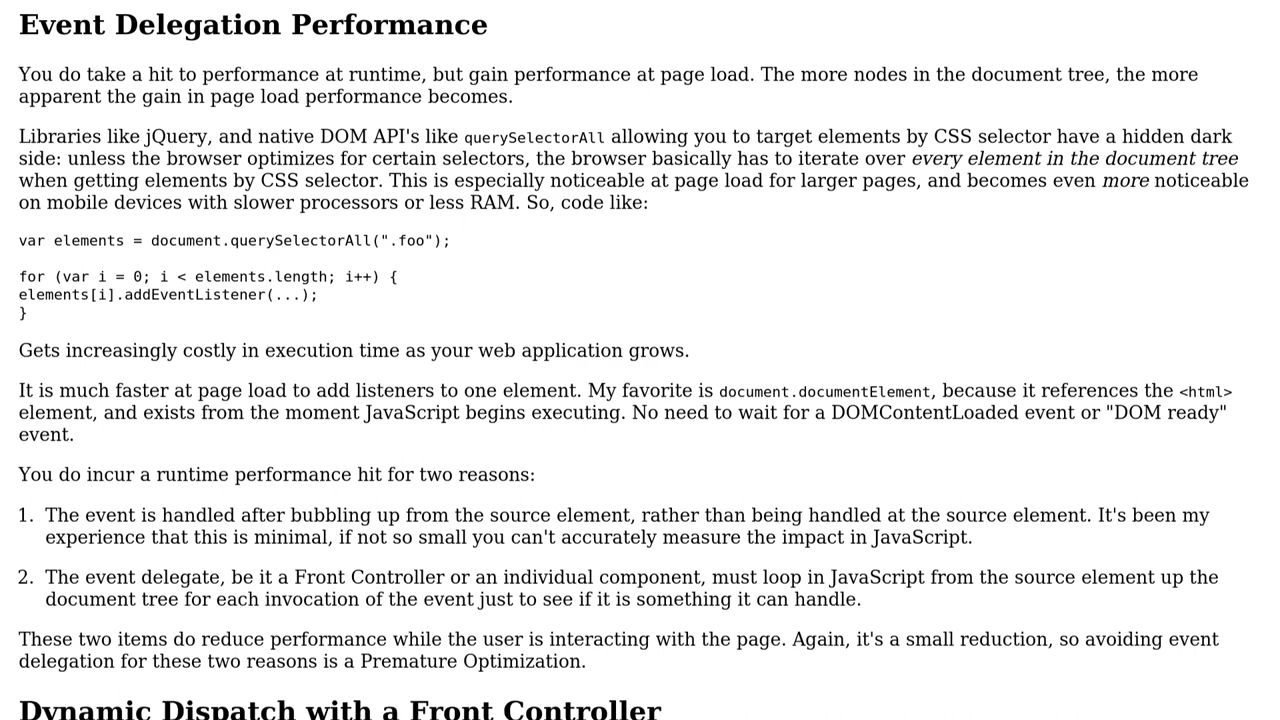 Event Delegation Performance
You do take a hit to performance at runtime, but gain performance at page load. The more nodes in the document tree, the more
apparent the gain in page load performance becomes.
Libraries like jQuery, and native DOM API's like querySelectorAll allowing you to target elements by CSS selector have a hidden dark
side: unless the browser optimizes for certain selectors, the browser basically has to iterate over every element in the document tree
when getting elements by CSS selector. This is especially noticeable at page load for larger pages, and becomes even more noticeable
on mobile devices with slower processors or less RAM. So, code like:
var elements = document.querySelectorAll(".foo");
for (var i = 0; i < elements.length; i++) {
elements[i].addEventListener(...);
}
Gets increasingly costly in execution time as your web application grows.
It is much faster at page load to add listeners to one element. My favorite is document.documentElement, because it references the <html>
element, and exists from the moment JavaScript begins executing. No need to wait for a DOMContentLoaded event or "DOM ready"
event.
You do incur a runtime performance hit for two reasons:
1. The event is handled after bubbling up from the source element, rather than being handled at the source element. It's been my
experience that this is minimal, if not so small you can't accurately measure the impact in JavaScript.
2. The event delegate, be it a Front Controller or an individual component, must loop in JavaScript from the source element up the
document tree for each invocation of the event just to see if it is something it can handle.
These two items do reduce performance while the user is interacting with the page. Again, it's a small reduction, so avoiding event
delegation for these two reasons is a Premature Optimization.
Dynamic Dispatch with a Front Controller